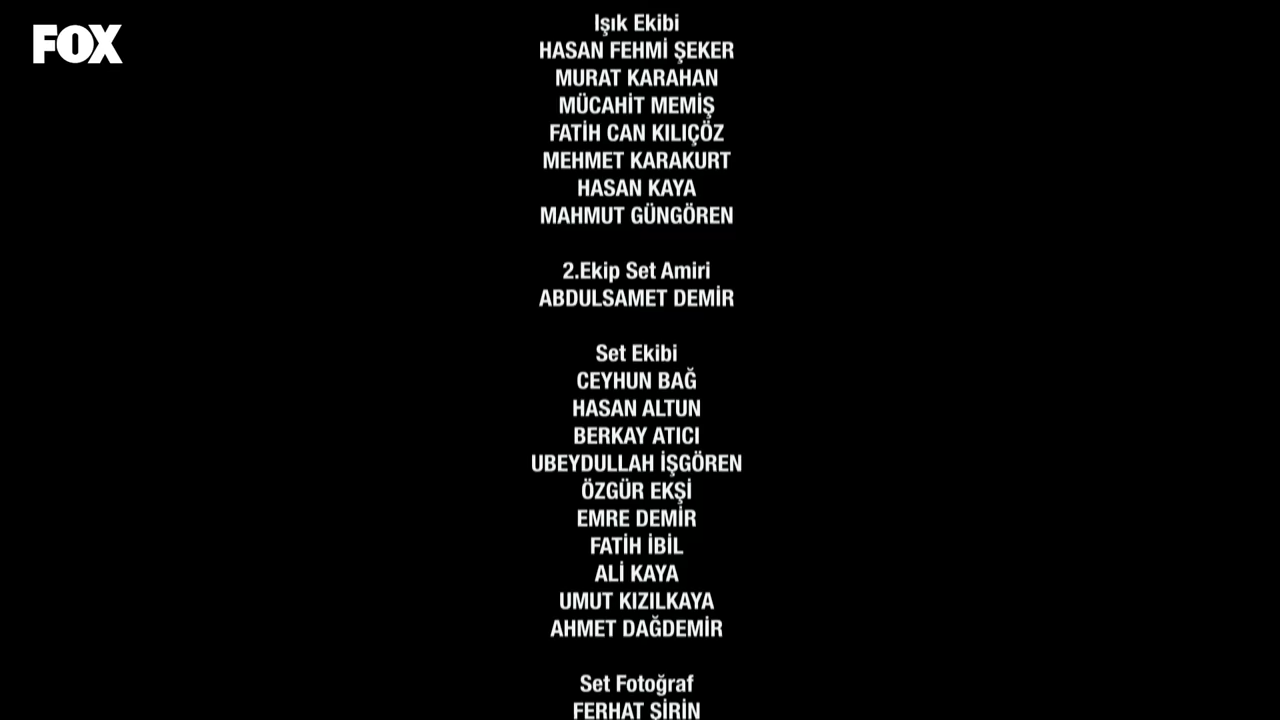 FOX
Işık Ekibi
HASAN FEHMİ ŞEKER
MURAT KARAHAN
MÜCAHİT MEMİŞ
FATİH CAN KILIÇÖZ
MEHMET KARAKURT
HASAN KAYA
MAHMUT GÜNGÖREN
2.Ekip Set Amiri
ABDULSAMET DEMİR
Set Ekibi
CEYHUN BAĞ
HASAN ALTUN
BERKAY ATICI
UBEYDULLAH İŞGÖREN
ÖZGÜR EKŞİ
EMRE DEMİR
FATİH İBİL
ALİ KAYA
UMUT KIZILKAYA
AHMET DAĞDEMİR
Set Fotoğraf
FERHAT ŞİRİN